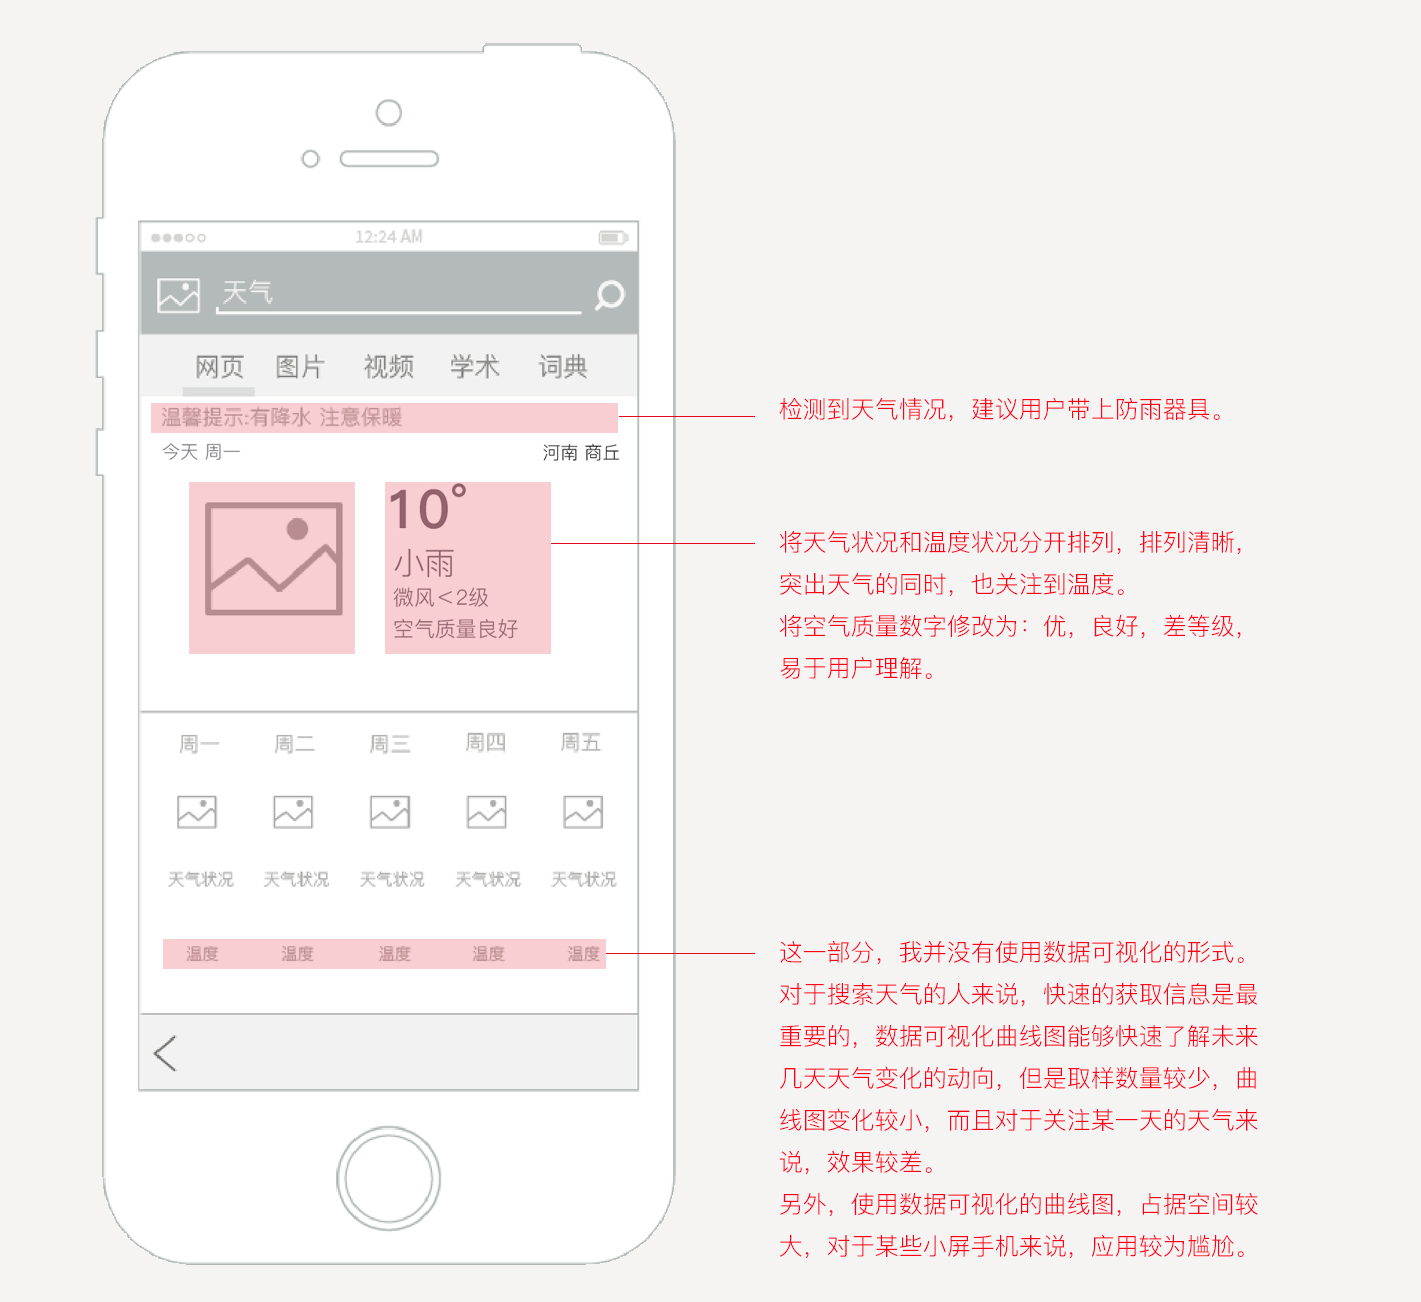 12:24 AM
天气
网页 图片 视频 学术 词典
温馨提示:有降水 注意保暖
今天 周一 河南 商丘
10°
小雨
微风<2级
空气质量良好
周一 周二 周三 周四 周五
天气状况 天气状况 天气状况 天气状况 天气状况
温度 温度 温度 温度 温度
检测到天气情况，建议用户带上防雨器具。
将天气状况和温度状况分开排列，排列清晰，
突出天气的同时，也关注到温度。
将空气质量数字修改为：优，良好，差等级，
易于用户理解。
这一部分，我并没有使用数据可视化的形式。
对于搜索天气的人来说，快速的获取信息是最
重要的，数据可视化曲线图能够快速了解未来
几天天气变化的动向，但是取样数量较少，曲
线图变化较小，而且对于关注某一天的天气来
说，效果较差。
另外，使用数据可视化的曲线图，占据空间较
大，对于某些小屏手机来说，应用较为尴尬。